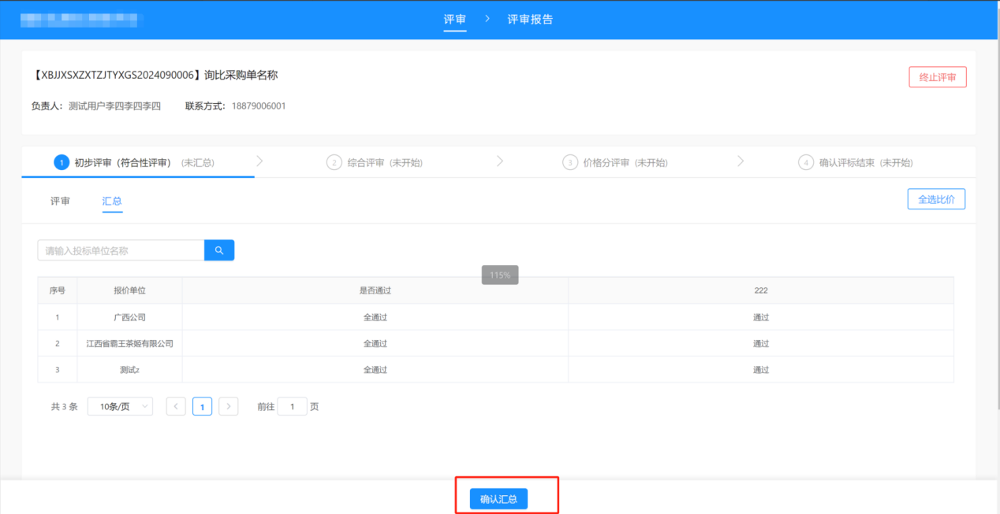 评审 > 评审报告
【XBJJXSXZXTZJTYXGS2024090006】询比采购单名称
终止评审
负责人： 测试用户李四李四李四 联系方式： 18879006001
1 初步评审（符合性评审） (未汇总) 2 综合评审 (未开始) 3 价格分评审 (未开始) 4 确认评标结束 (未开始)
评审 汇总 全选比价
请输入投标单位名称
115%
序号 报价单位 是否通过 222
1 广西公司 全通过 通过
2 江西省霸王茶姬有限公司 全通过 通过
3 测试z 全通过 通过
共 3 条 10条/页 < 1 > 前往 1 页
确认汇总